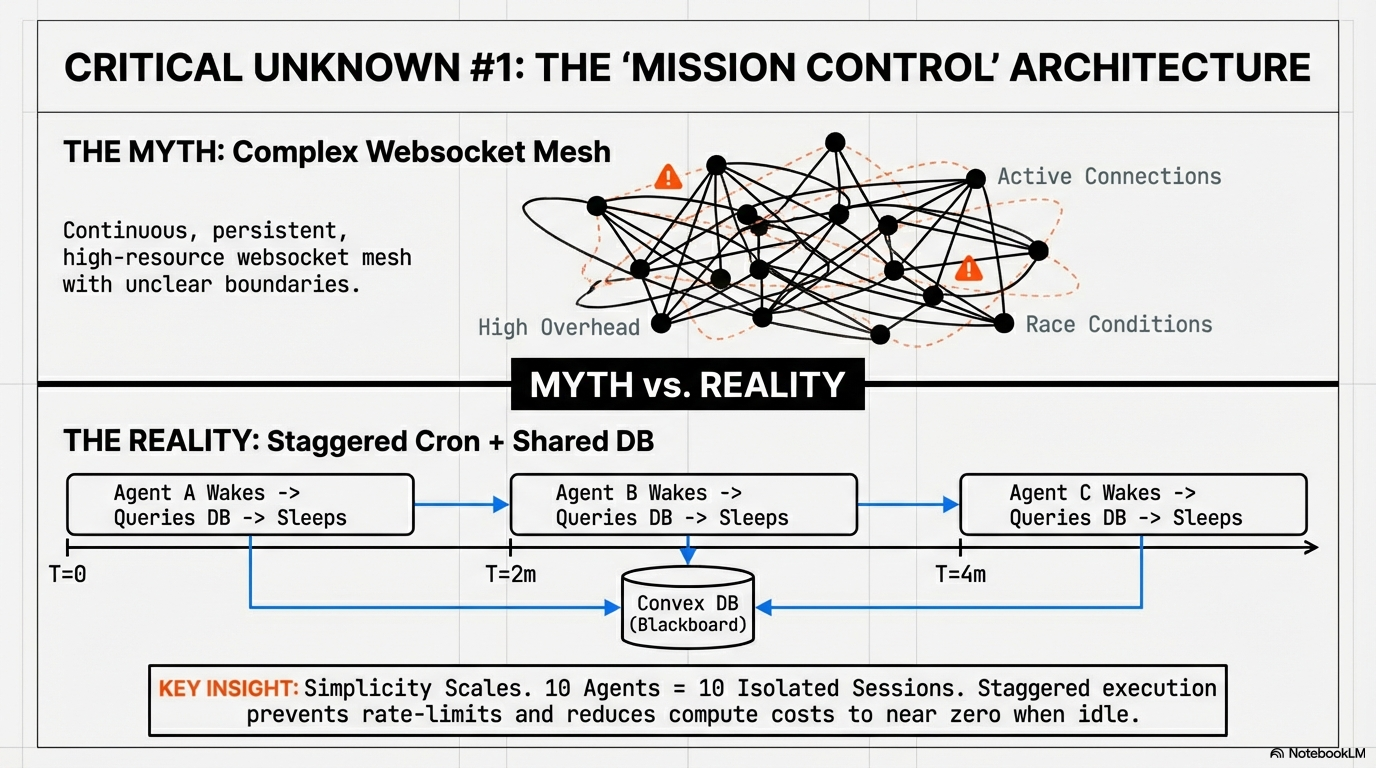 CRITICAL UNKNOWN #1: THE ‘MISSION CONTROL’ ARCHITECTURE
THE MYTH: Complex Websocket Mesh
Continuous, persistent,
high-resource websocket mesh
with unclear boundaries.
Active Connections
High Overhead
Race Conditions
MYTH vs. REALITY
THE REALITY: Staggered Cron + Shared DB
Agent A Wakes ->
Queries DB -> Sleeps
Agent B Wakes ->
Queries DB -> Sleeps
Agent C Wakes ->
Queries DB -> Sleeps
T=0
T=2m
T=4m
Convex DB
(Blackboard)
KEY INSIGHT: Simplicity Scales. 10 Agents = 10 Isolated Sessions. Staggered execution
prevents rate-limits and reduces compute costs to near zero when idle.
NotebookLM